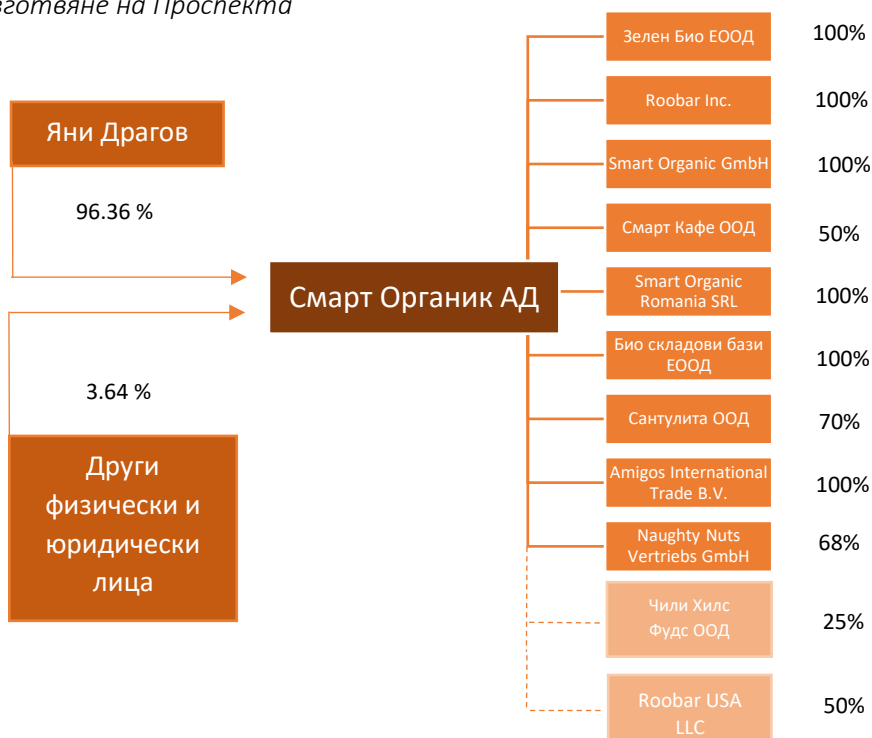 зготвяне на Проспекта
Яни Драгов
96.36 %
3.64 %
Други
физически и
юридически
лица
Смарт Органик АД
Зелен Био ЕООД
100%
Roobar Inc.
100%
Smart Organic GmbH
100%
Смарт Кафе ООД
50%
Smart Organic
Romania SRL
100%
Био складови бази
ЕООД
100%
Сантулита ООД
70%
Amigos International
Trade B.V.
100%
Naughty Nuts
Vertriebs GmbH
68%
Чили Хилс
Фудс ООД
25%
Roobar USA
LLC
50%